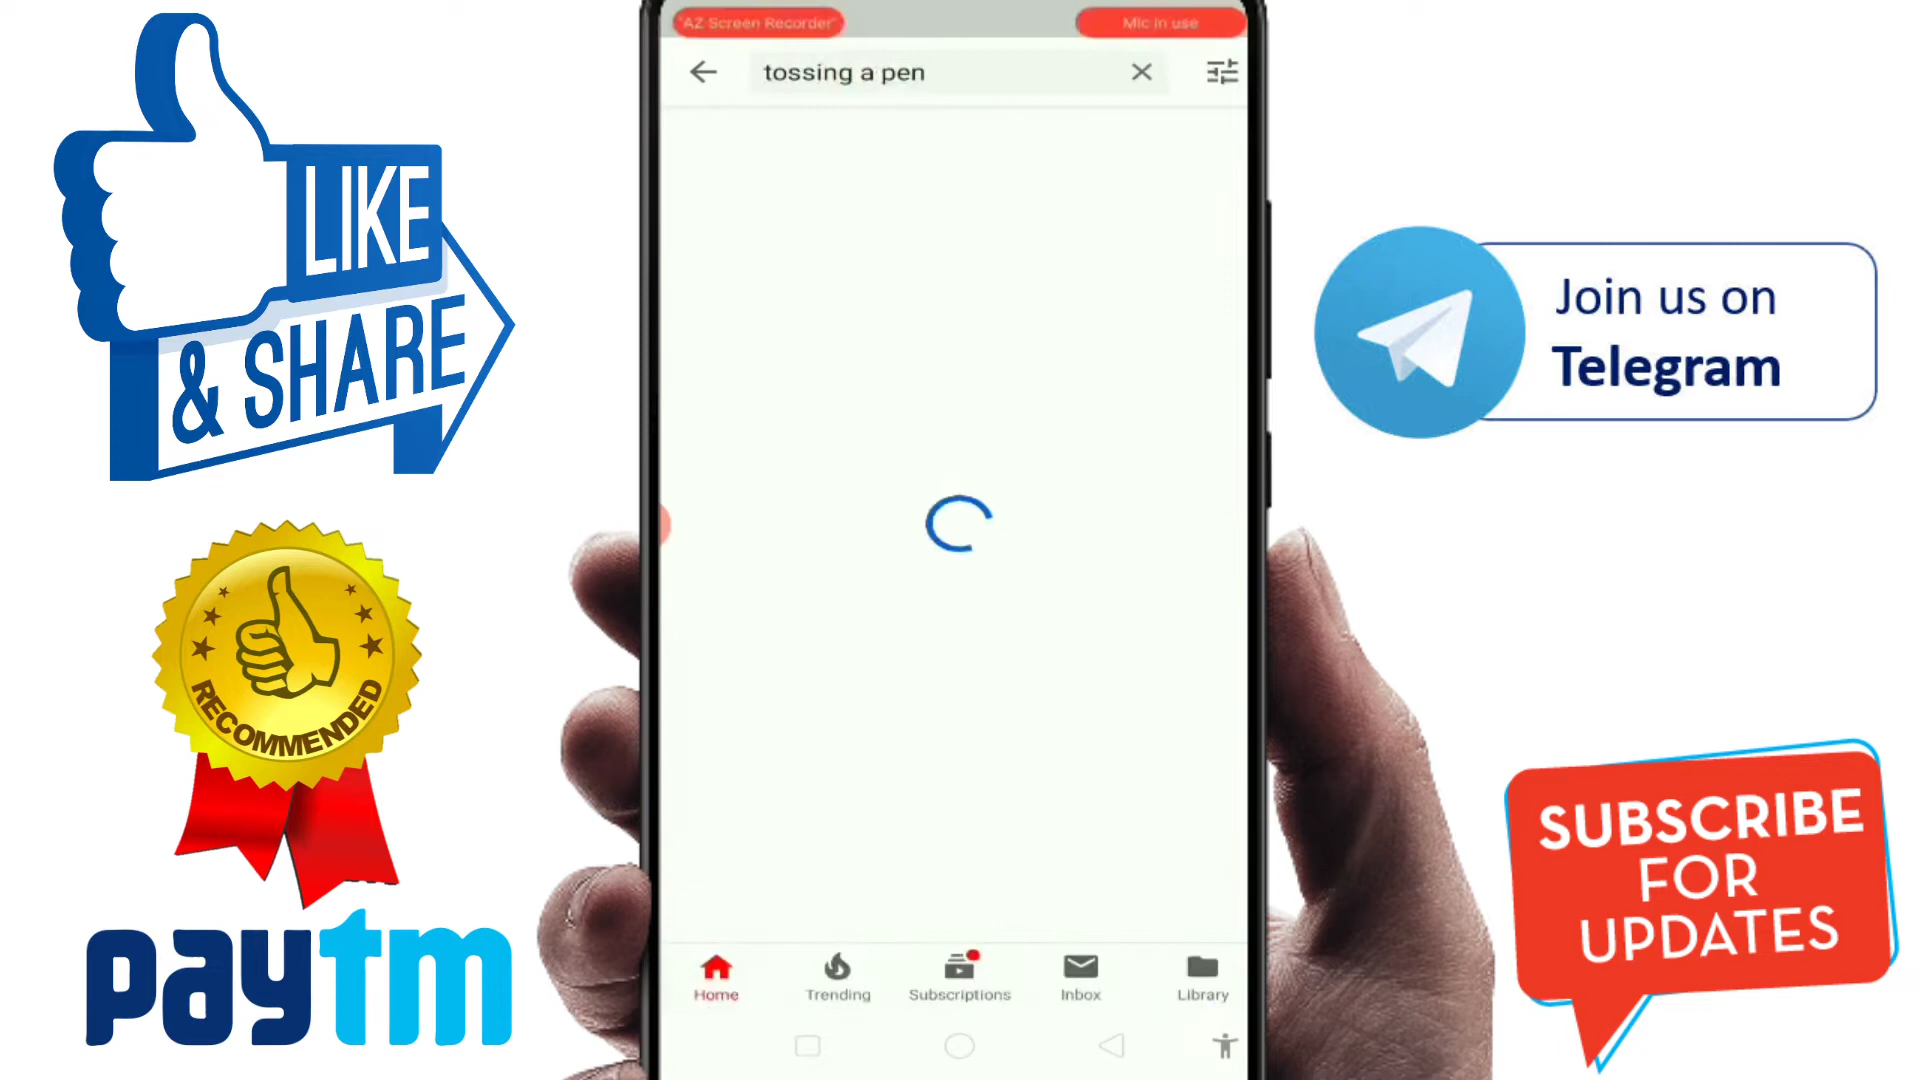 "AZ Screen Recorder"
Mic in use
tossing a pen
LIKE
& SHARE
Join us on
Telegram
RECOMMENDED
SUBSCRIBE
FOR
UPDATES
paytm
Home
Trending
Subscriptions
Inbox
Library